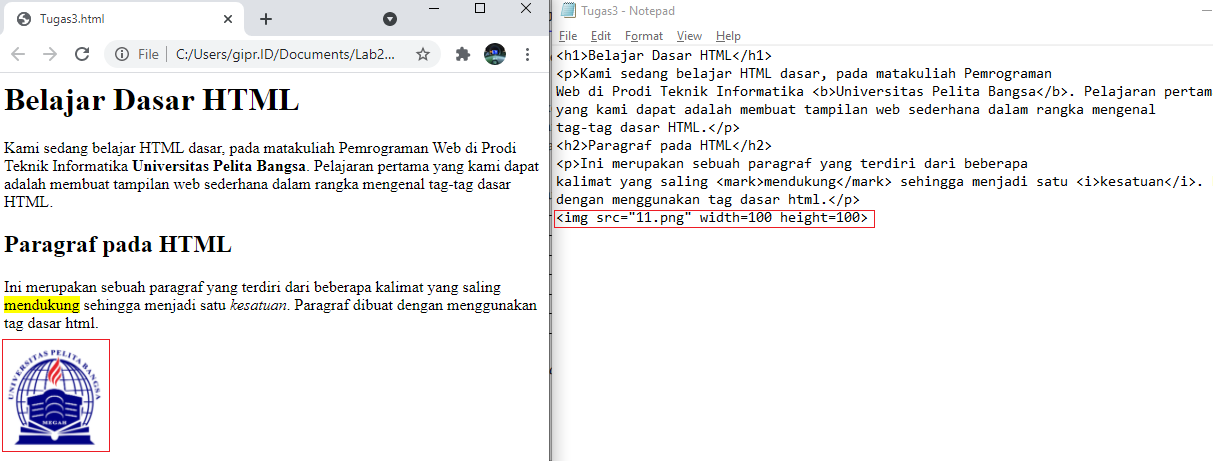 Tugas3.html
File
C:/Users/gipr.ID/Documents/Lab2...
Belajar Dasar HTML
Kami sedang belajar HTML dasar, pada matakuliah Pemrograman Web di Prodi
Teknik Informatika Universitas Pelita Bangsa. Pelajaran pertama yang kami dapat
adalah membuat tampilan web sederhana dalam rangka mengenal tag-tag dasar
HTML.
Paragraf pada HTML
Ini merupakan sebuah paragraf yang terdiri dari beberapa kalimat yang saling
mendukung sehingga menjadi satu kesatuan. Paragraf dibuat dengan menggunakan
tag dasar html.
UNIVERSITAS PELITA BANGSA
MEGAH
Tugas3 - Notepad
File Edit Format View Help
<h1>Belajar Dasar HTML</h1>
<p>Kami sedang belajar HTML dasar, pada matakuliah Pemrograman
Web di Prodi Teknik Informatika <b>Universitas Pelita Bangsa</b>. Pelajaran pertam
yang kami dapat adalah membuat tampilan web sederhana dalam rangka mengenal
tag-tag dasar HTML.</p>
<h2>Paragraf pada HTML</h2>
<p>Ini merupakan sebuah paragraf yang terdiri dari beberapa
kalimat yang saling <mark>mendukung</mark> sehingga menjadi satu <i>kesatuan</i>.
dengan menggunakan tag dasar html.</p>
<img src="11.png" width=100 height=100>